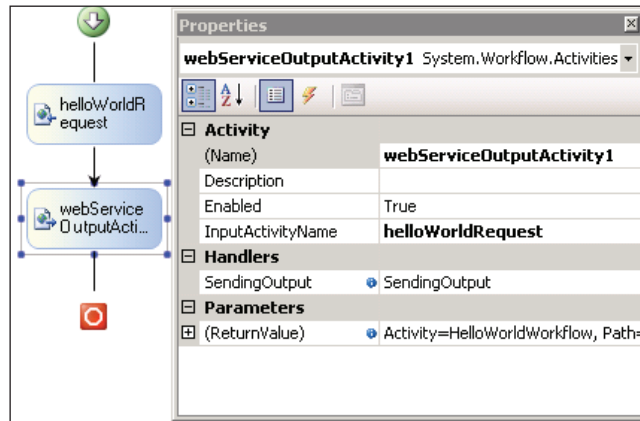 helloWorldR
equest
webService
OutputActi...
Properties
webServiceOutputActivity1 System.Workflow.Activities
Activity
(Name) webServiceOutputActivity1
Description
Enabled True
InputActivityName helloWorldRequest
Handlers
SendingOutput SendingOutput
Parameters
(ReturnValue) Activity=HelloWorldWorkflow, Path=